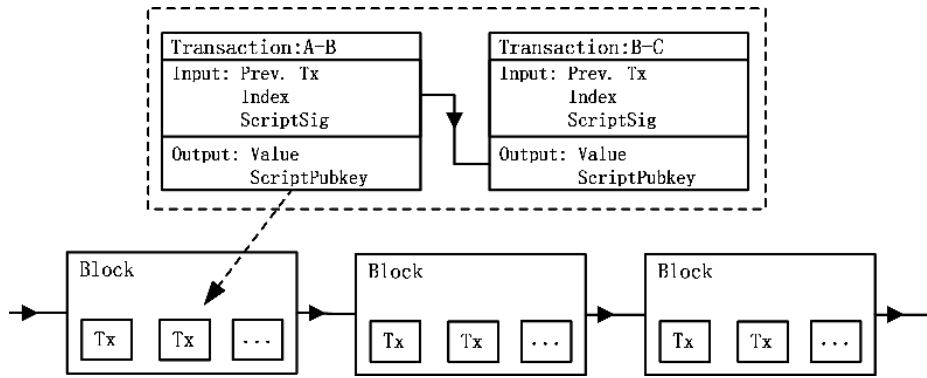 Transaction:A-B
Input: Prev. Tx
Index
ScriptSig
Output: Value
ScriptPubkey
Transaction:B-C
Input: Prev. Tx
Index
ScriptSig
Output: Value
ScriptPubkey
Block
Tx
Tx
...
Block
Tx
Tx
...
Block
Tx
Tx
...